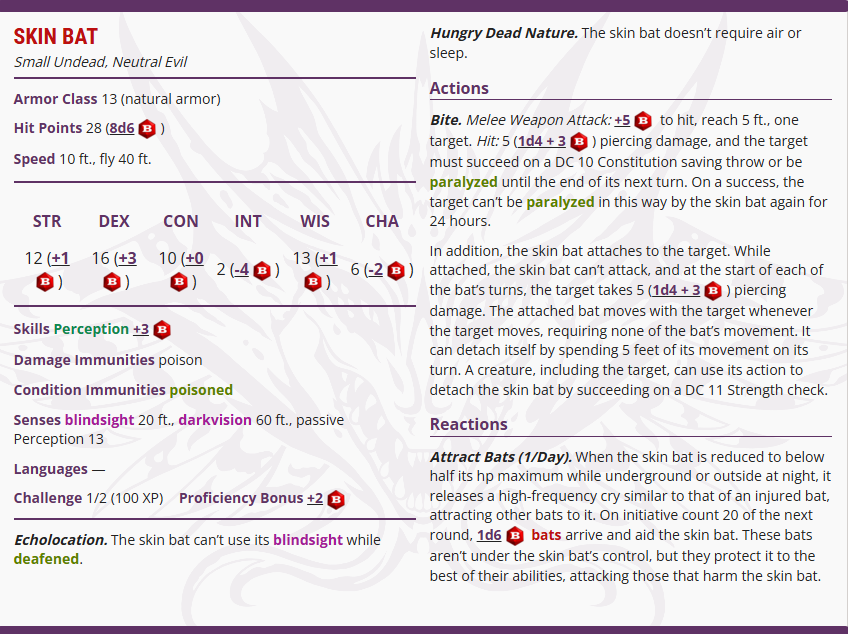 SKIN BAT
Small Undead, Neutral Evil
Armor Class 13 (natural armor)
Hit Points 28 (8d6 B )
Speed 10 ft., fly 40 ft.
STR DEX CON INT WIS CHA
12 (+1 B ) 16 (+3 B ) 10 (+0 B ) 2 (-4 B ) 13 (+1 B ) 6 (-2 B )
Skills Perception +3 B
Damage Immunities poison
Condition Immunities poisoned
Senses blindsight 20 ft., darkvision 60 ft., passive
Perception 13
Languages —
Challenge 1/2 (100 XP) Proficiency Bonus +2 B
Echolocation. The skin bat can’t use its blindsight while
deafened.
Hungry Dead Nature. The skin bat doesn’t require air or
sleep.
Actions
Bite. Melee Weapon Attack: +5 B to hit, reach 5 ft., one
target. Hit: 5 (1d4 + 3 B ) piercing damage, and the target
must succeed on a DC 10 Constitution saving throw or be
paralyzed until the end of its next turn. On a success, the
target can’t be paralyzed in this way by the skin bat again for
24 hours.
In addition, the skin bat attaches to the target. While
attached, the skin bat can’t attack, and at the start of each of
the bat’s turns, the target takes 5 (1d4 + 3 B ) piercing
damage. The attached bat moves with the target whenever
the target moves, requiring none of the bat’s movement. It
can detach itself by spending 5 feet of its movement on its
turn. A creature, including the target, can use its action to
detach the skin bat by succeeding on a DC 11 Strength check.
Reactions
Attract Bats (1/Day). When the skin bat is reduced to below
half its hp maximum while underground or outside at night, it
releases a high-frequency cry similar to that of an injured bat,
attracting other bats to it. On initiative count 20 of the next
round, 1d6 B bats arrive and aid the skin bat. These bats
aren’t under the skin bat’s control, but they protect it to the
best of their abilities, attacking those that harm the skin bat.